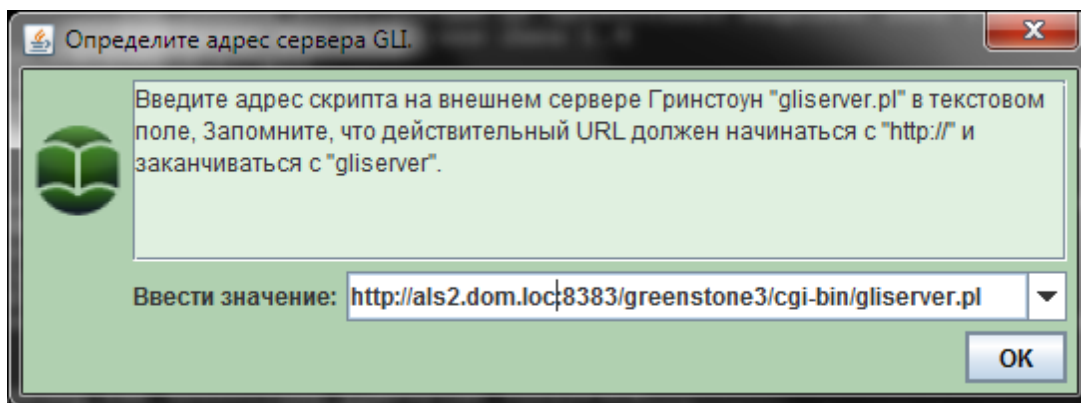 Определите адрес сервера GLI.
Введите адрес скрипта на внешнем сервере Гринстоун "gliserver.pl" в текстовом
поле, Запомните, что действительный URL должен начинаться с "http://" и
заканчиваться с "gliserver".
Ввести значение: http://als2.dom.loc:8383/greenstone3/cgi-bin/gliserver.pl
OK